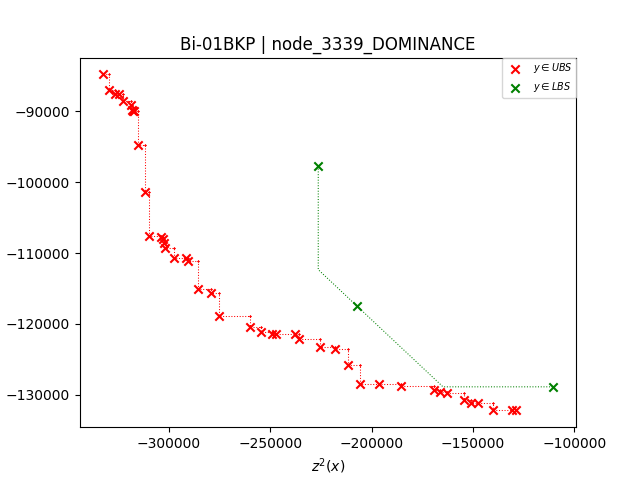 Bi-01BKP | node_3339_DOMINANCE
y ∈ UBS
y ∈ LBS
−90000
−100000
−110000
−120000
−130000
−300000 −250000 −200000 −150000 −100000
z²(x)